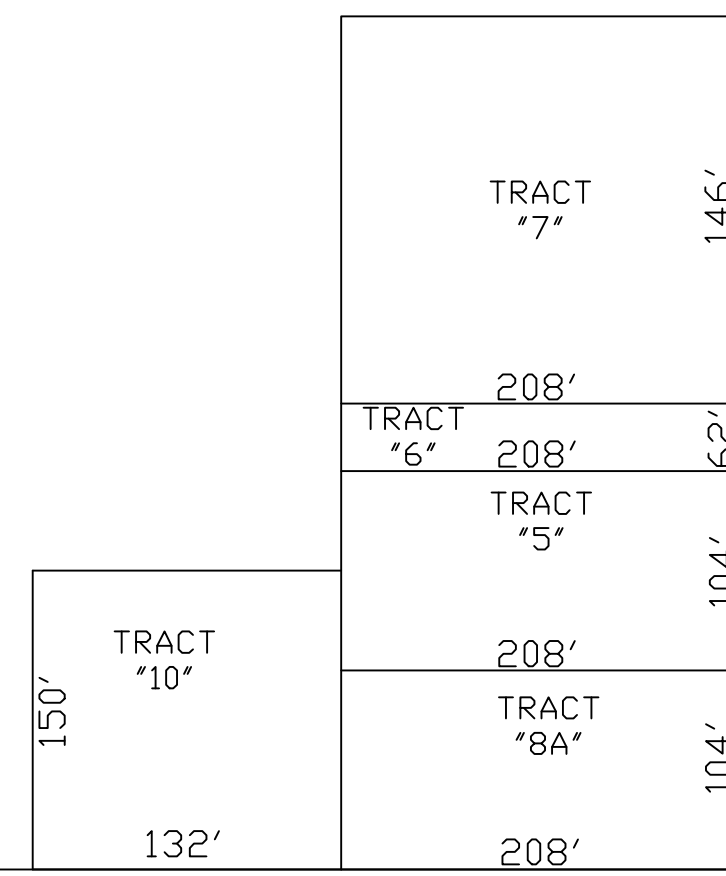 TRACT
"7"
146'
208'
TRACT
"6"
208'
62'
TRACT
"5"
104'
208'
TRACT
"10"
150'
132'
TRACT
"8A"
104'
208'